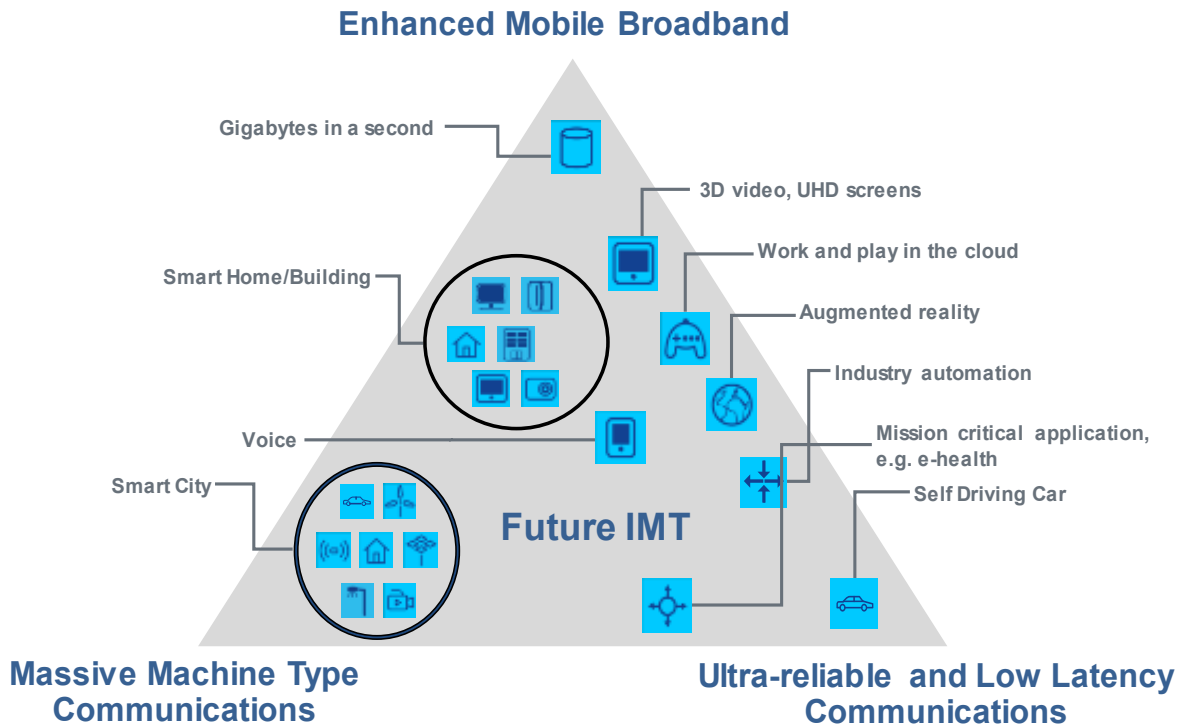 Enhanced Mobile Broadband
Gigabytes in a second
3D video, UHD screens
Work and play in the cloud
Smart Home/Building
Augmented reality
Industry automation
Voice
Mission critical application,
e.g. e-health
Smart City
Self Driving Car
Future IMT
Massive Machine Type
Communications
Ultra-reliable and Low Latency
Communications